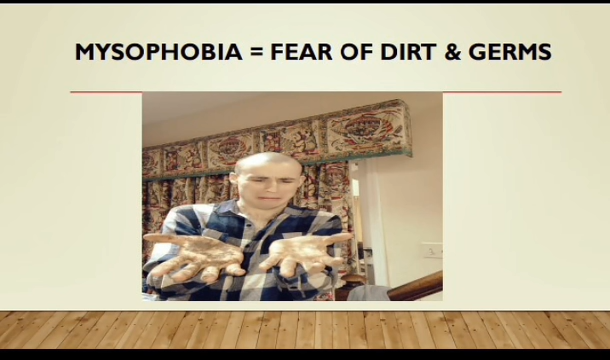 MYSOPHOBIA = FEAR OF DIRT & GERMS